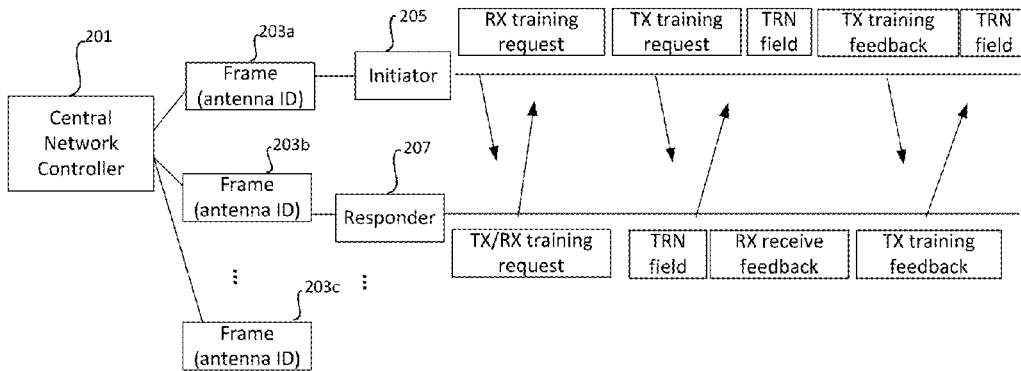 201
Central
Network
Controller
203a
Frame
(antenna ID)
203b
Frame
(antenna ID)
203c
Frame
(antenna ID)
205
Initiator
207
Responder
RX training
request
TX training
request
TRN
field
TX training
feedback
TRN
field
TX/RX training
request
TRN
field
RX receive
feedback
TX training
feedback